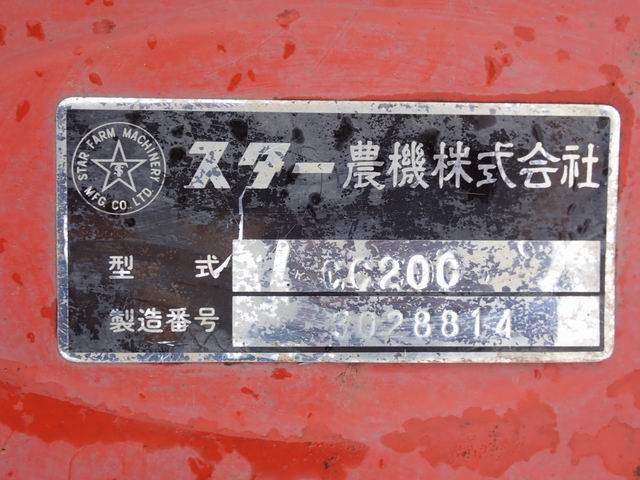 STAR FARM MACHINERY
MFG. CO. LTD.
スター農機株式会社
型式 CC200
製造番号 3028814